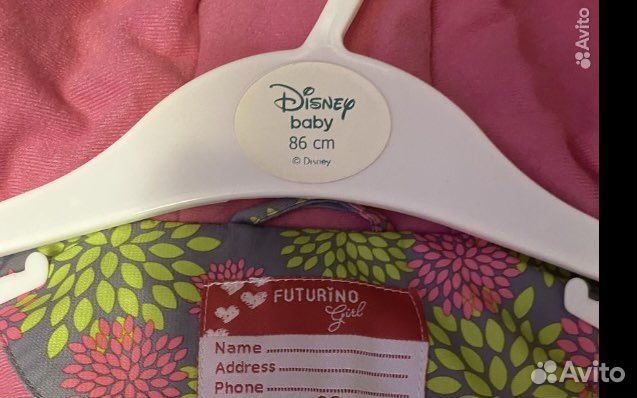 Avito
Disney
baby
86 cm
© Disney
FUTURINO
Girl
Name
Address
Phone
Avito